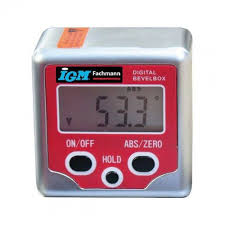 IGM Fachmann
DIGITAL
BEVELBOX
ABS
53.3°
ON/OFF
ABS/ZERO
HOLD